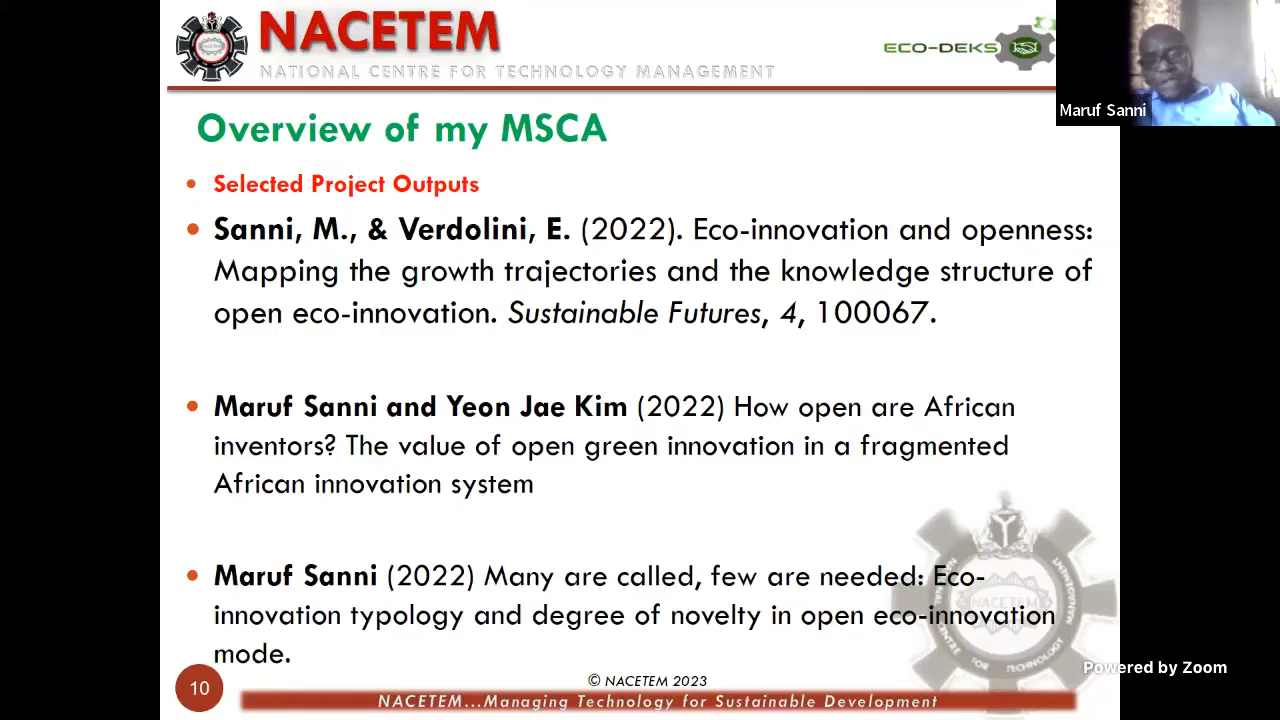 NACETEM
NATIONAL CENTRE FOR TECHNOLOGY MANAGEMENT
ECO-DEKS
Maruf Sanni
Overview of my MSCA
Selected Project Outputs
Sanni, M., & Verdolini, E. (2022). Eco-innovation and openness:
Mapping the growth trajectories and the knowledge structure of
open eco-innovation. Sustainable Futures, 4, 100067.
Maruf Sanni and Yeon Jae Kim (2022) How open are African
inventors? The value of open green innovation in a fragmented
African innovation system
Maruf Sanni (2022) Many are called, few are needed: Eco-
innovation typology and degree of novelty in open eco-innovation
mode.
NACETEM
Powered by Zoom
10
© NACETEM 2023
NACETEM...Managing Technology for Sustainable Development